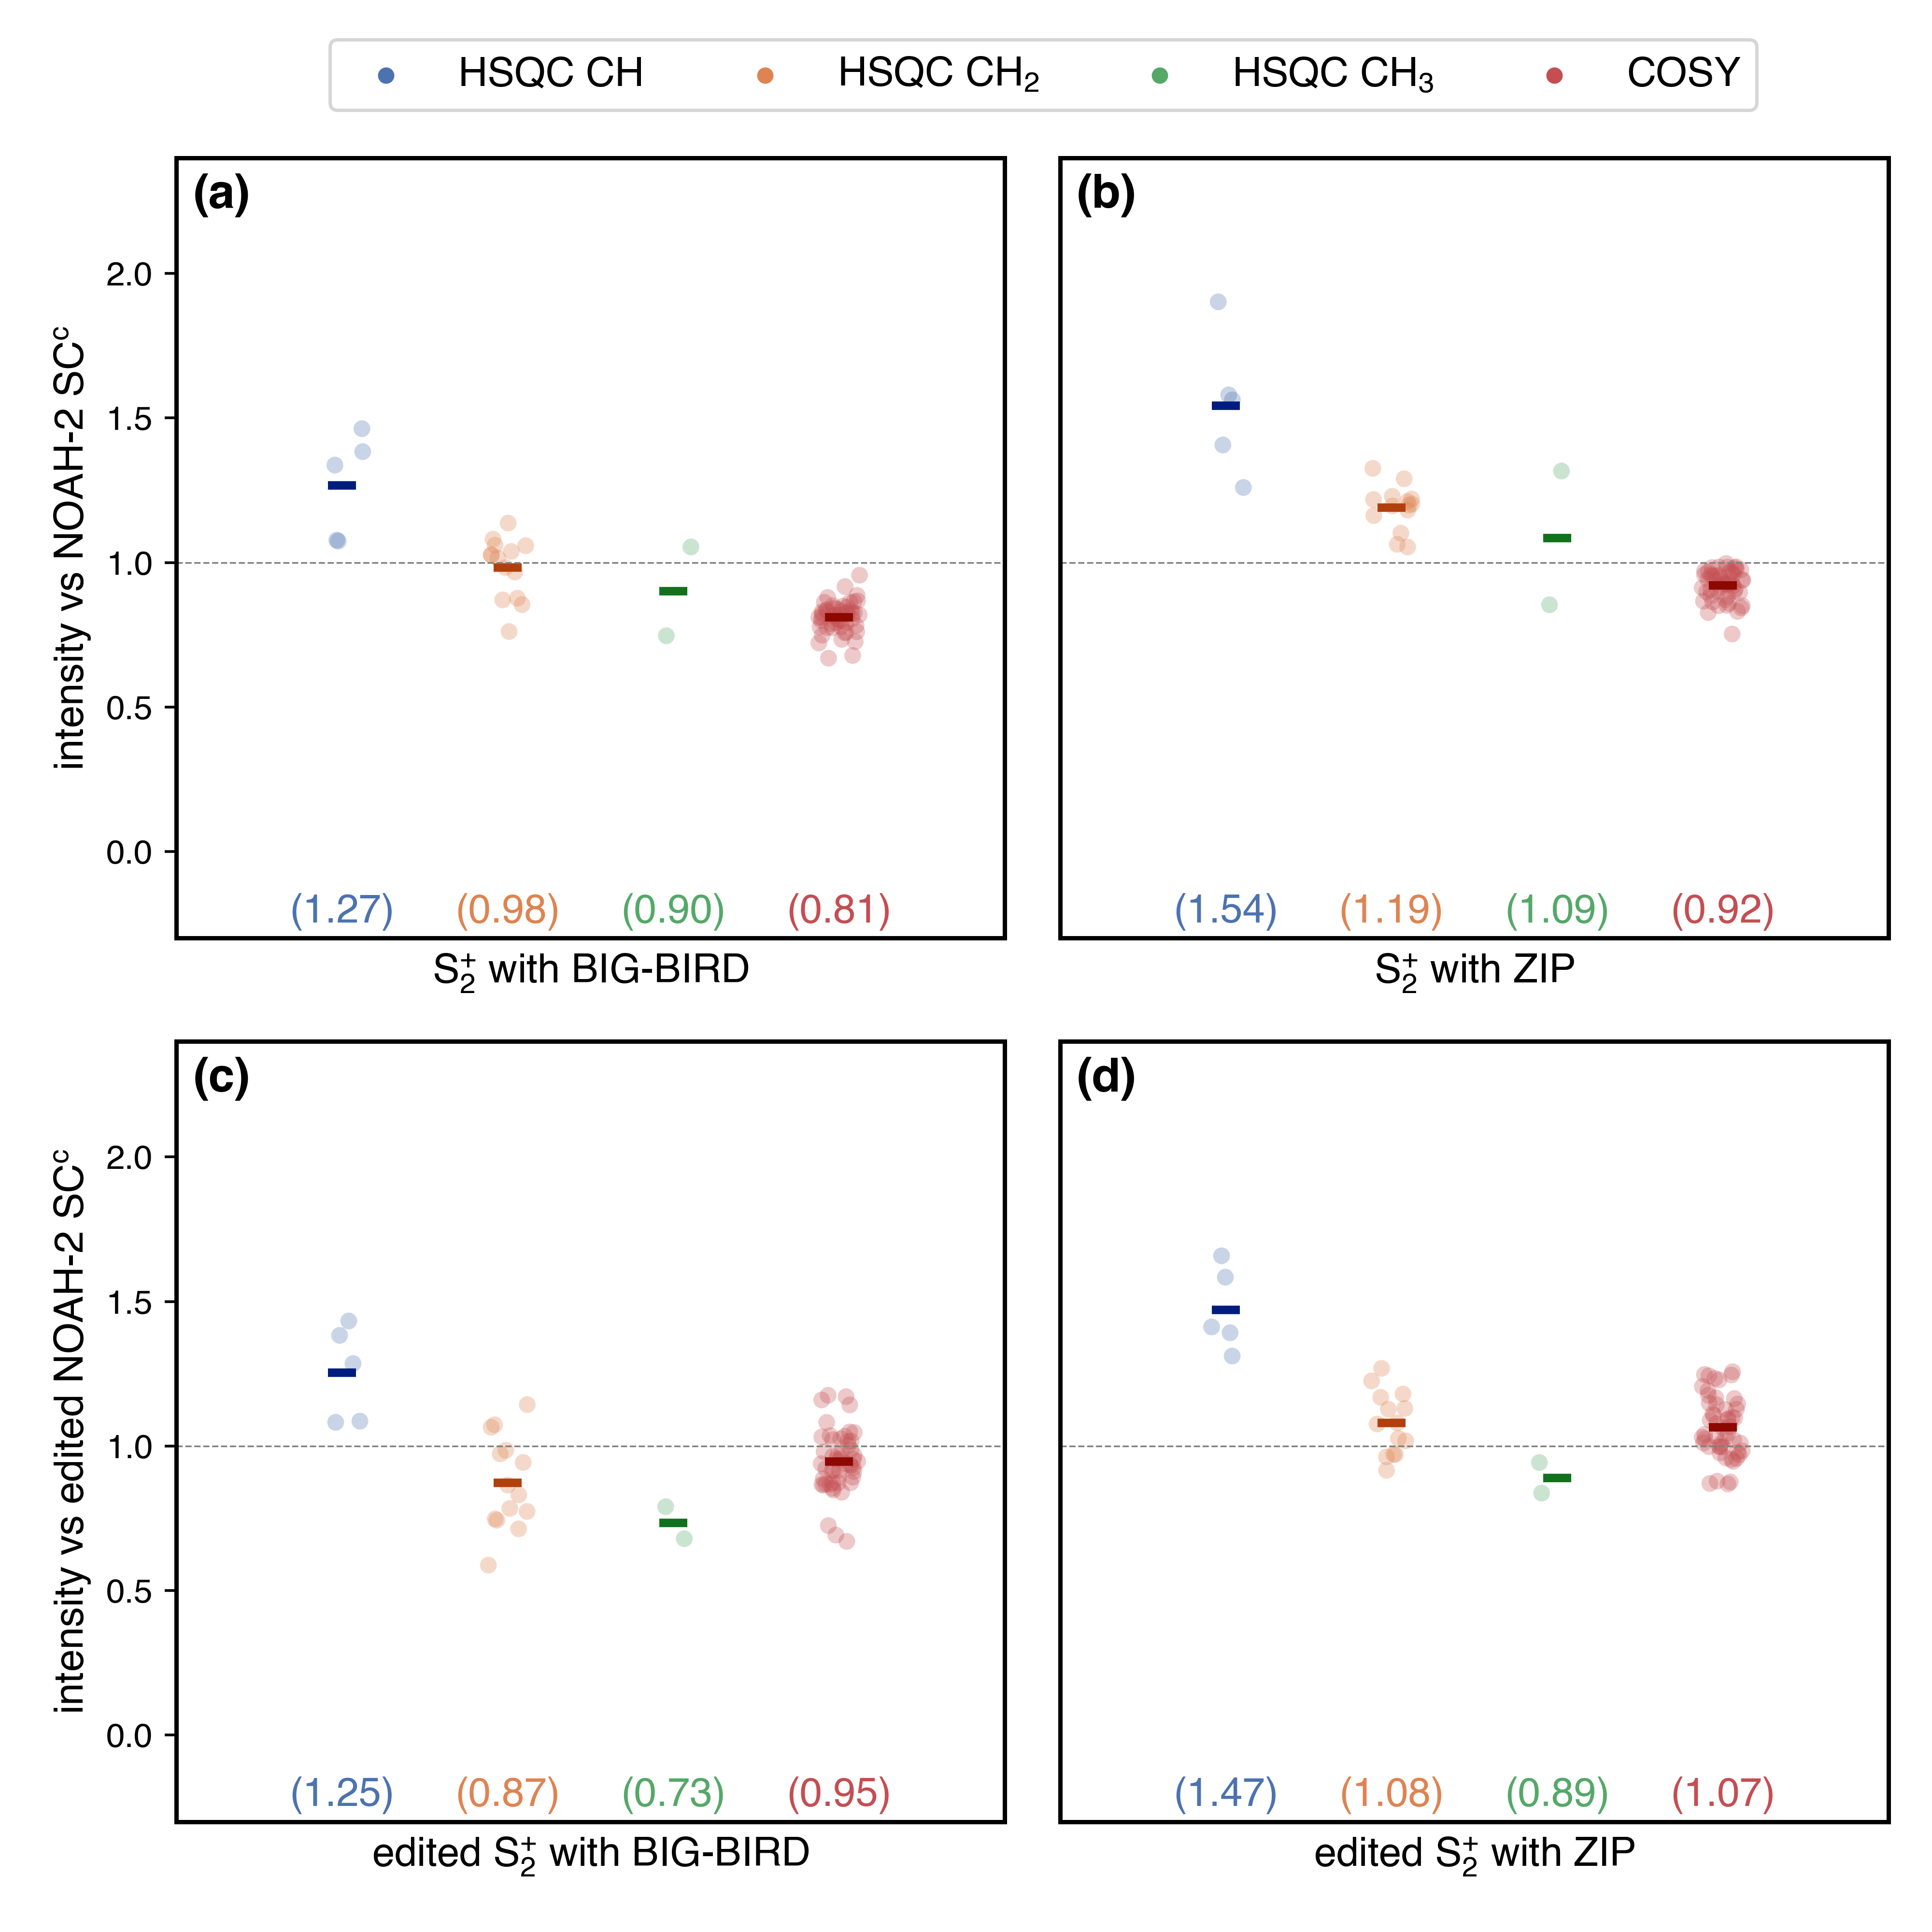 HSQC CH HSQC CH₂ HSQC CH₃ COSY
(a)
intensity vs NOAH-2 SCᶜ
2.0
1.5
1.0
0.5
0.0
(1.27) (0.98) (0.90) (0.81)
S₂⁺ with BIG-BIRD
(b)
(1.54) (1.19) (1.09) (0.92)
S₂⁺ with ZIP
(c)
intensity vs edited NOAH-2 SCᶜ
2.0
1.5
1.0
0.5
0.0
(1.25) (0.87) (0.73) (0.95)
edited S₂⁺ with BIG-BIRD
(d)
(1.47) (1.08) (0.89) (1.07)
edited S₂⁺ with ZIP